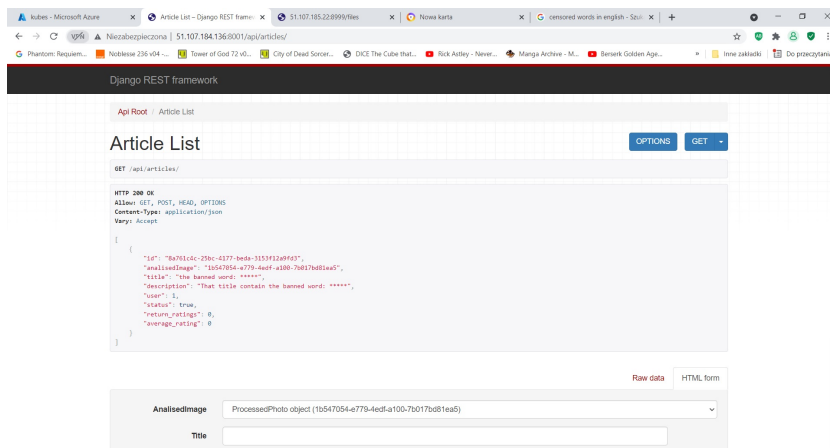 kubes - Microsoft Azure
Article List – Django REST framew
51.107.185.22:8999/files
Nowa karta
censored words in english - Szuk
VPN
Niezabezpieczona | 51.107.184.136:8001/api/articles/
Phantom: Requiem...
Noblesse 236 v04 -...
Tower of God 72 v0...
City of Dead Sorcer...
DICE The Cube that...
Rick Astley - Never...
Manga Archive - M...
Berserk Golden Age...
»
Inne zakładki
Do przeczytania
Django REST framework
Api Root / Article List
Article List
OPTIONS
GET
GET /api/articles/
HTTP 200 OK
Allow: GET, POST, HEAD, OPTIONS
Content-Type: application/json
Vary: Accept
[
{
"id": "8a761c4c-25bc-4177-beda-3153f12a9fd3",
"analisedImage": "1b547054-e779-4edf-a100-7b017bd81ea5",
"title": "the banned word: *****",
"description": "That title contain the banned word: *****",
"user": 1,
"status": true,
"return_ratings": 0,
"average_rating": 0
}
]
Raw data
HTML form
AnalisedImage
ProcessedPhoto object (1b547054-e779-4edf-a100-7b017bd81ea5)
Title